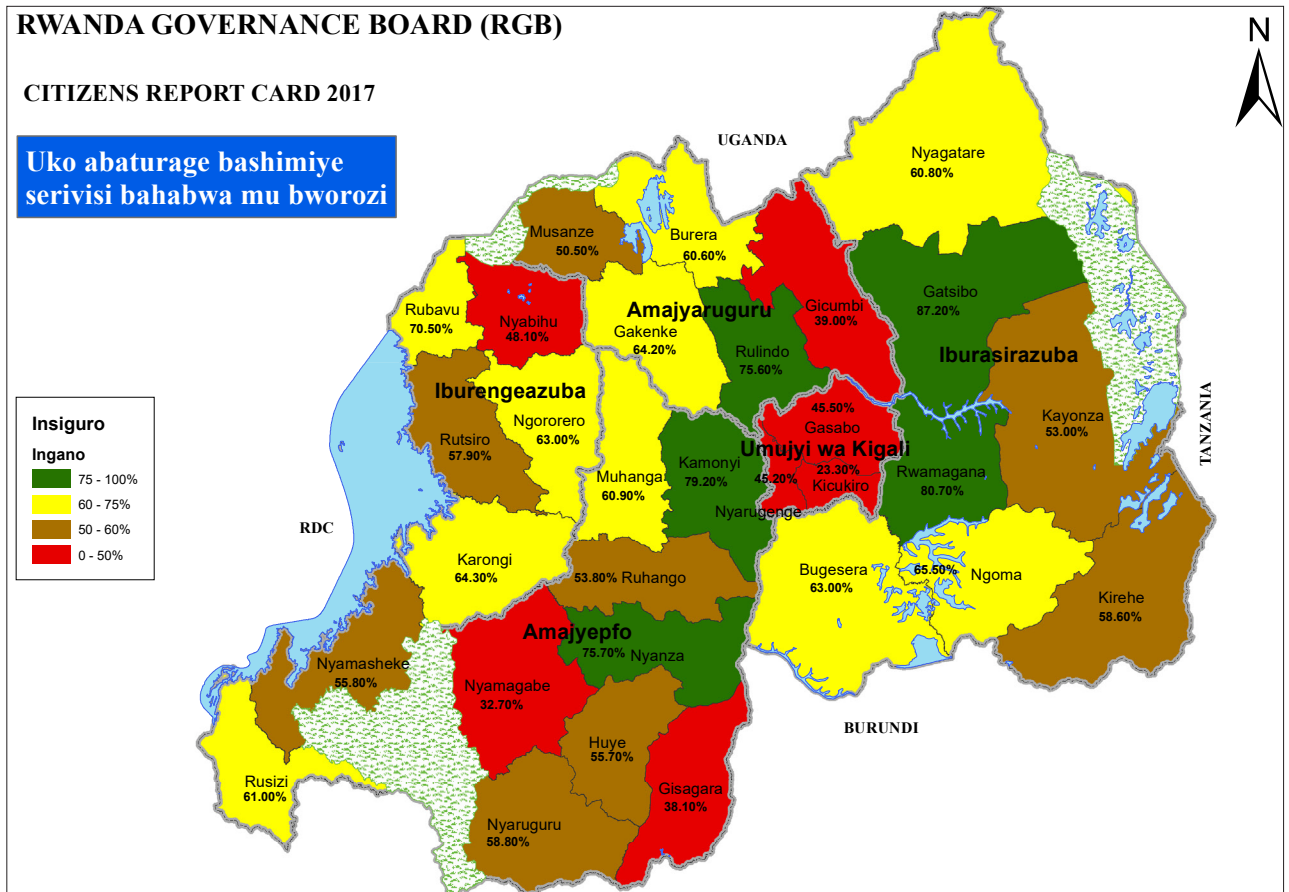 RWANDA GOVERNANCE BOARD (RGB)
CITIZENS REPORT CARD 2017
Uko abaturage bashimiye
serivisi bahabwa mu bworozi
N
UGANDA
Nyagatare
60.80%
Musanze
50.50%
Burera
60.60%
Rubavu
70.50%
Nyabihu
48.10%
Amajyaruguru
Gakenke
64.20%
Gicumbi
39.00%
Rulindo
75.60%
Gatsibo
87.20%
Iburasirazuba
Iburengeazuba
Ngororero
63.00%
Rutsiro
57.90%
Kayonza
53.00%
TANZANIA
45.50%
Gasabo
Umujyi wa Kigali
23.30%
Kicukiro
45.20%
Nyarugenge
Muhanga
60.90%
Kamonyi
79.20%
Rwamagana
80.70%
Insiguro
Ingano
75 - 100%
60 - 75%
50 - 60%
0 - 50%
RDC
Karongi
64.30%
53.80% Ruhango
Bugesera
63.00%
65.50%
Ngoma
Kirehe
58.60%
Amajyepfo
75.70%
Nyanza
Nyamasheke
55.80%
Nyamagabe
32.70%
BURUNDI
Huye
55.70%
Rusizi
61.00%
Gisagara
38.10%
Nyaruguru
58.80%